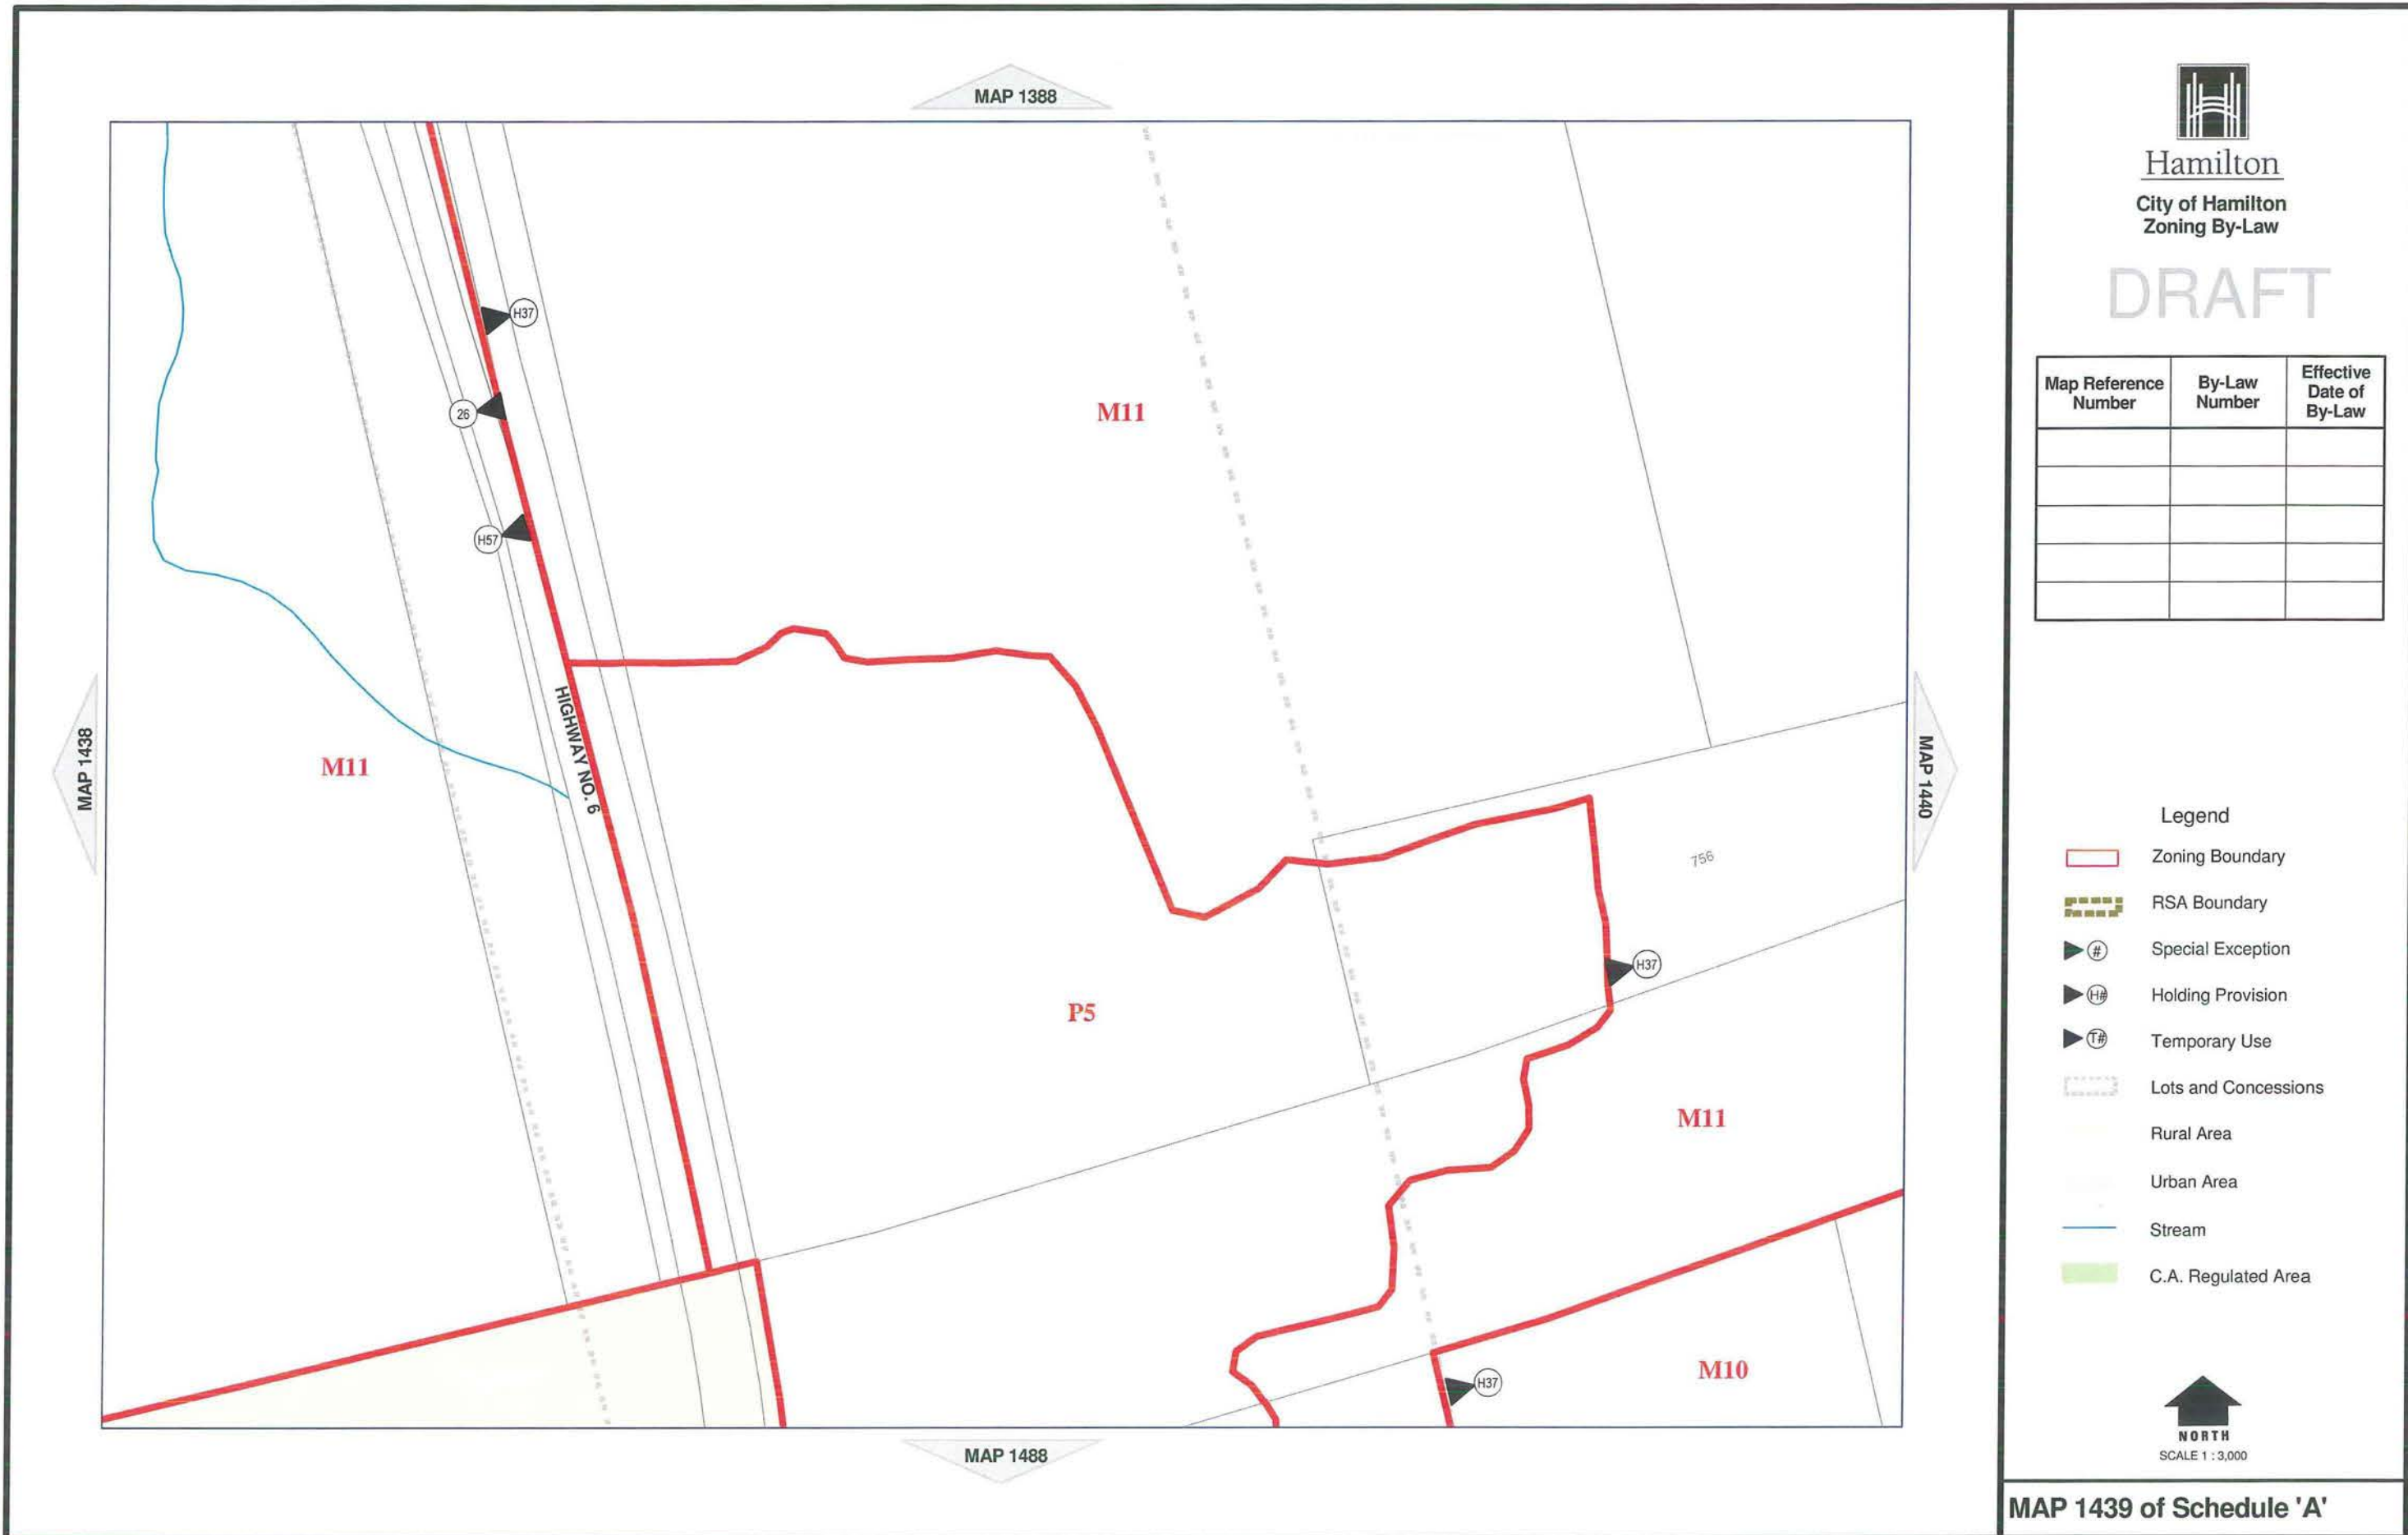 MAP 1388
MAP 1438
MAP 1440
MAP 1488
H37
26
H57
M11
M11
HIGHWAY NO. 6
756
H37
P5
M11
H37
M10
Hamilton
City of Hamilton
Zoning By-Law
DRAFT
Map Reference
Number
By-Law
Number
Effective
Date of
By-Law
Legend
Zoning Boundary
RSA Boundary
# Special Exception
H# Holding Provision
T# Temporary Use
Lots and Concessions
Rural Area
Urban Area
Stream
C.A. Regulated Area
NORTH
SCALE 1 : 3,000
MAP 1439 of Schedule 'A'